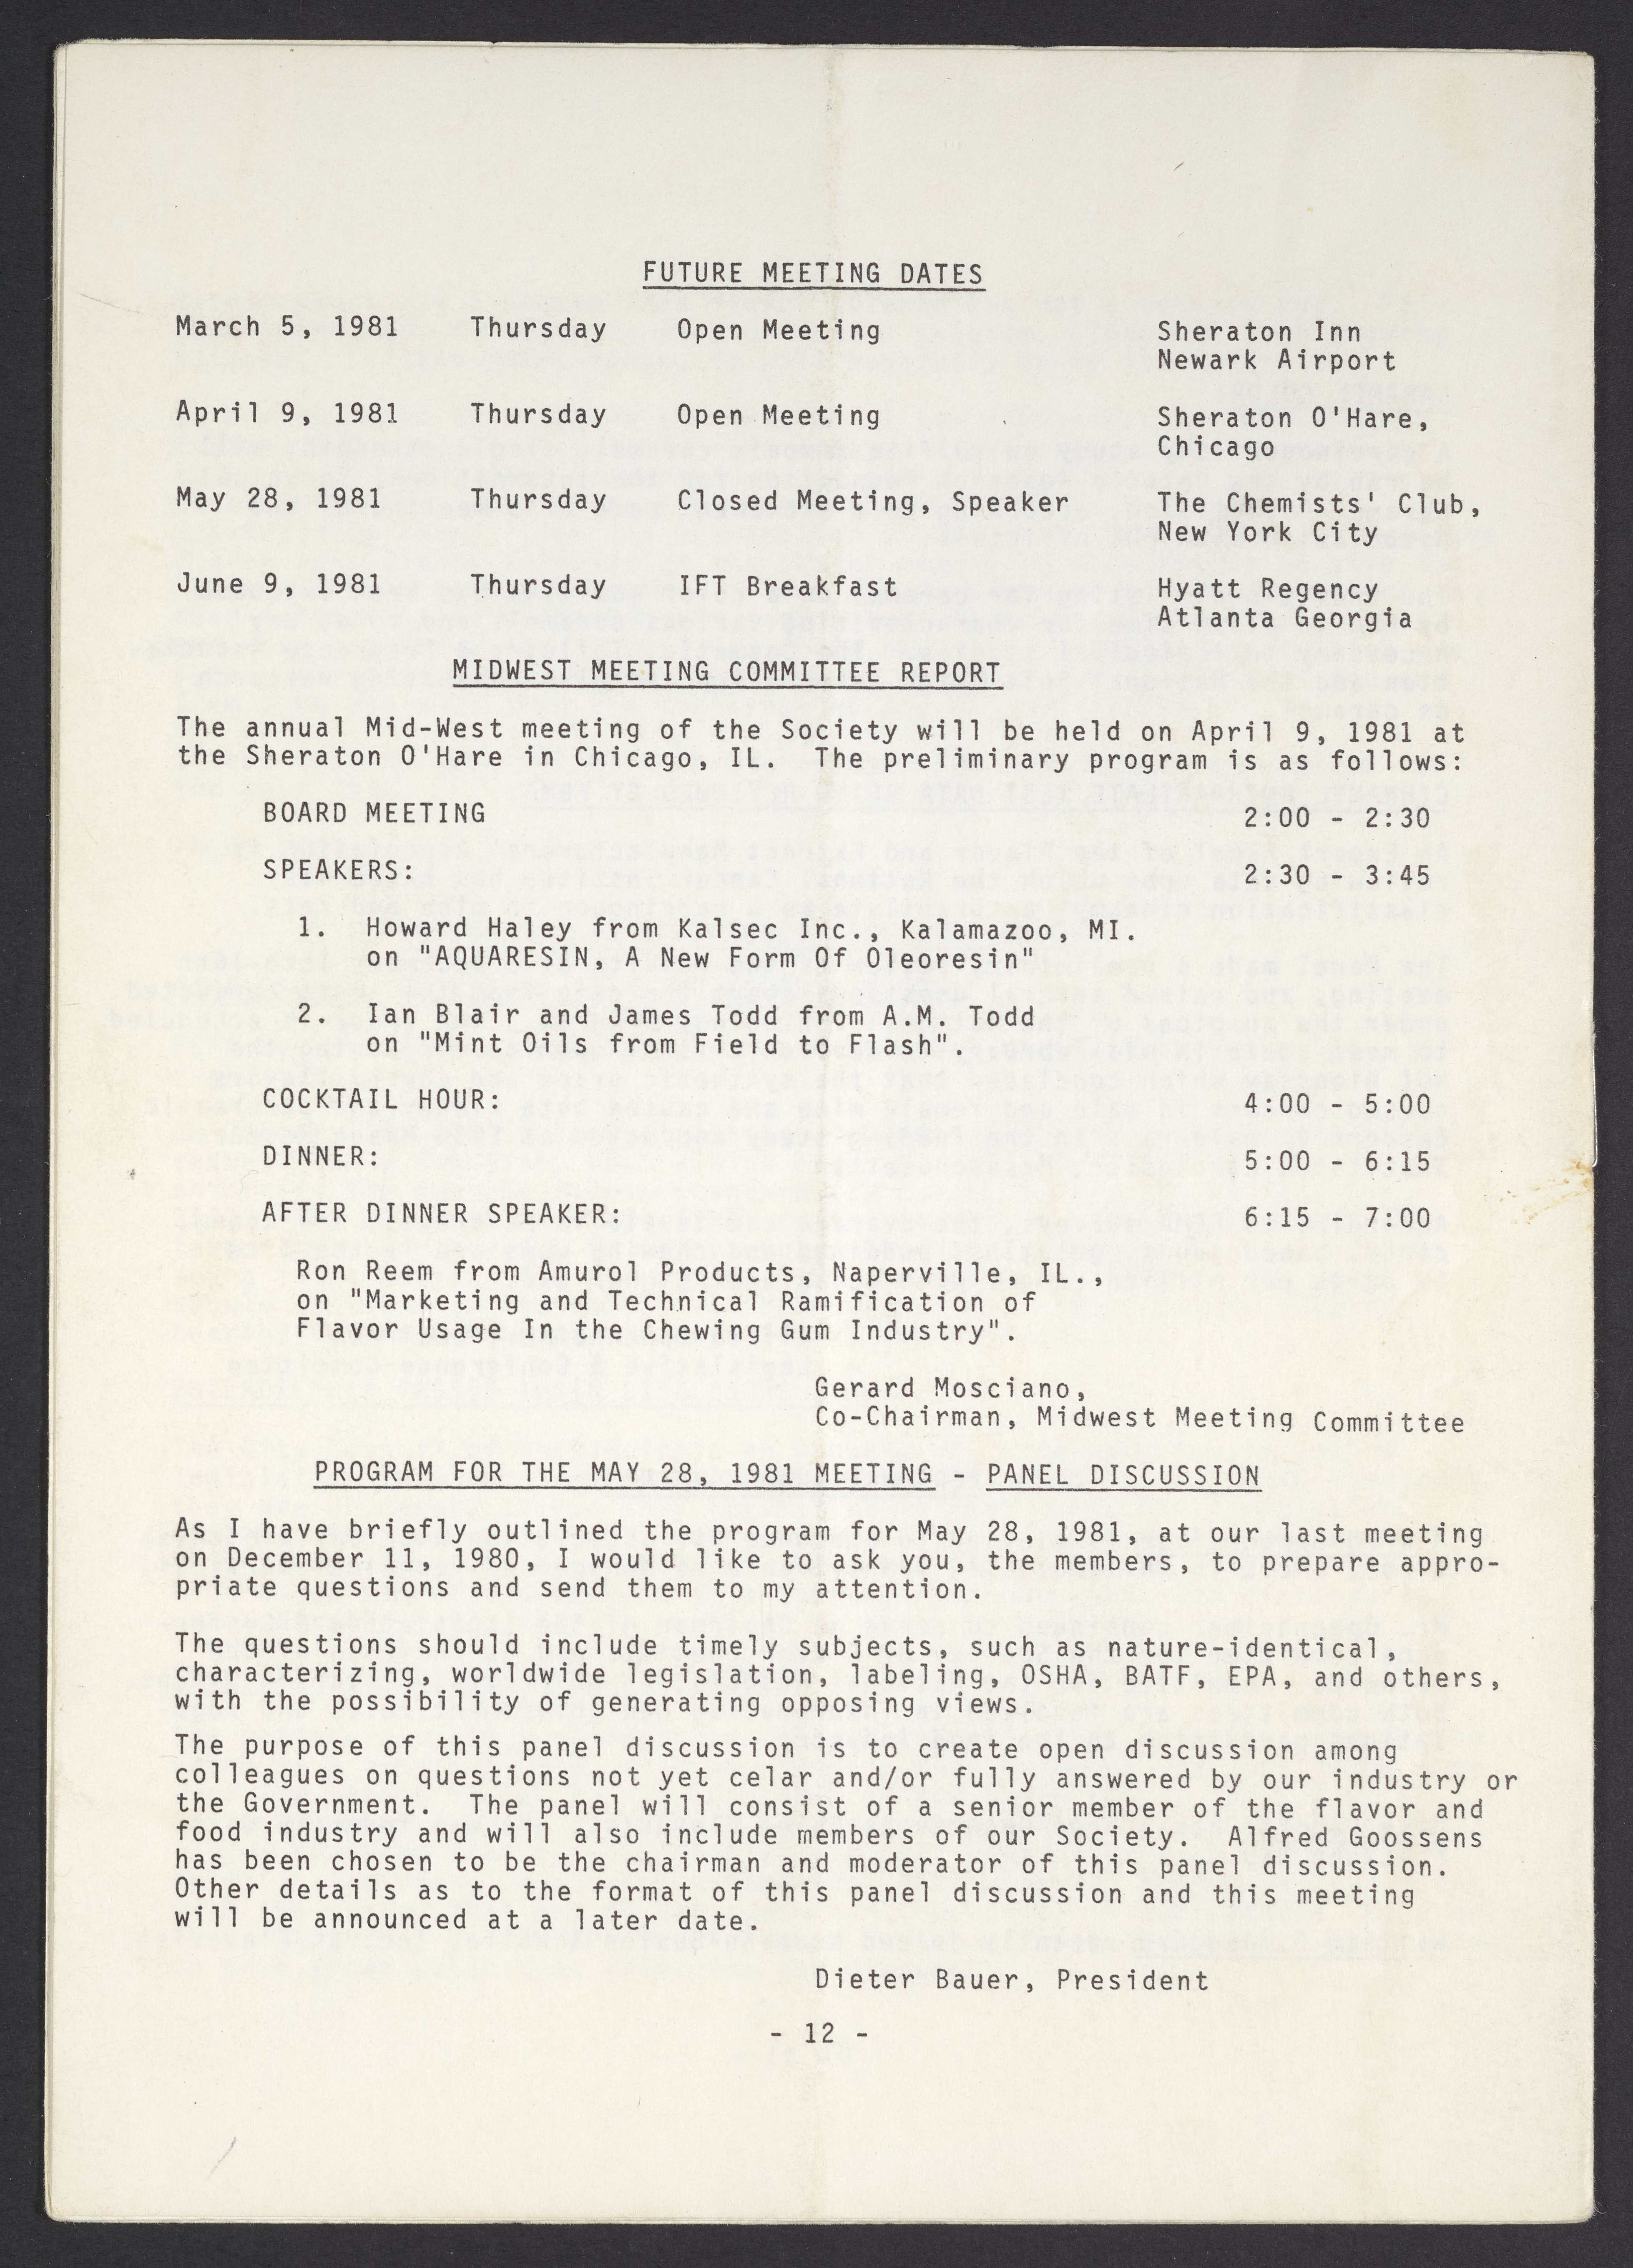 FUTURE MEETING DATES
March 5, 1981 Thursday Open Meeting Sheraton Inn
Newark Airport
April 9, 1981 Thursday Open Meeting Sheraton O'Hare,
Chicago
May 28, 1981 Thursday Closed Meeting, Speaker The Chemists' Club,
New York City
June 9, 1981 Thursday IFT Breakfast Hyatt Regency
Atlanta Georgia
MIDWEST MEETING COMMITTEE REPORT
The annual Mid-West meeting of the Society will be held on April 9, 1981 at
the Sheraton O'Hare in Chicago, IL. The preliminary program is as follows:
BOARD MEETING 2:00 - 2:30
SPEAKERS: 2:30 - 3:45
1. Howard Haley from Kalsec Inc., Kalamazoo, MI.
on "AQUARESIN, A New Form Of Oleoresin"
2. Ian Blair and James Todd from A.M. Todd
on "Mint Oils from Field to Flash".
COCKTAIL HOUR: 4:00 - 5:00
DINNER: 5:00 - 6:15
AFTER DINNER SPEAKER: 6:15 - 7:00
Ron Reem from Amurol Products, Naperville, IL.,
on "Marketing and Technical Ramification of
Flavor Usage In the Chewing Gum Industry".
Gerard Mosciano,
Co-Chairman, Midwest Meeting Committee
PROGRAM FOR THE MAY 28, 1981 MEETING - PANEL DISCUSSION
As I have briefly outlined the program for May 28, 1981, at our last meeting
on December 11, 1980, I would like to ask you, the members, to prepare appro-
priate questions and send them to my attention.
The questions should include timely subjects, such as nature-identical,
characterizing, worldwide legislation, labeling, OSHA, BATF, EPA, and others,
with the possibility of generating opposing views.
The purpose of this panel discussion is to create open discussion among
colleagues on questions not yet celar and/or fully answered by our industry or
the Government. The panel will consist of a senior member of the flavor and
food industry and will also include members of our Society. Alfred Goossens
has been chosen to be the chairman and moderator of this panel discussion.
Other details as to the format of this panel discussion and this meeting
will be announced at a later date.
Dieter Bauer, President
- 12 -